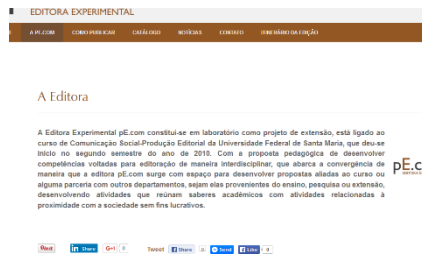 EDITORA EXPERIMENTAL
A PE.COM COMO PUBLICAR CATÁLOGO NOTÍCIAS CONTATO ITINERÁRIO DA EDIÇÃO
A Editora
A Editora Experimental pE.com constitui-se em laboratório como projeto de extensão, está ligado ao
curso de Comunicação Social-Produção Editorial da Universidade Federal de Santa Maria, que deu-se
início no segundo semestre do ano de 2010. Com a proposta pedagógica de desenvolver
competências voltadas para editoração de maneira interdisciplinar, que abarca a convergência de
maneira que a editora pE.com surge com espaço para desenvolver propostas aliadas ao curso ou
alguma parceria com outros departamentos, sejam elas provenientes do ensino, pesquisa ou extensão,
desenvolvendo atividades que reúnam saberes acadêmicos com atividades relacionadas à
proximidade com a sociedade sem fins lucrativos.
pE.c
Pin it Share G+1 0 Tweet Share Send Like 0